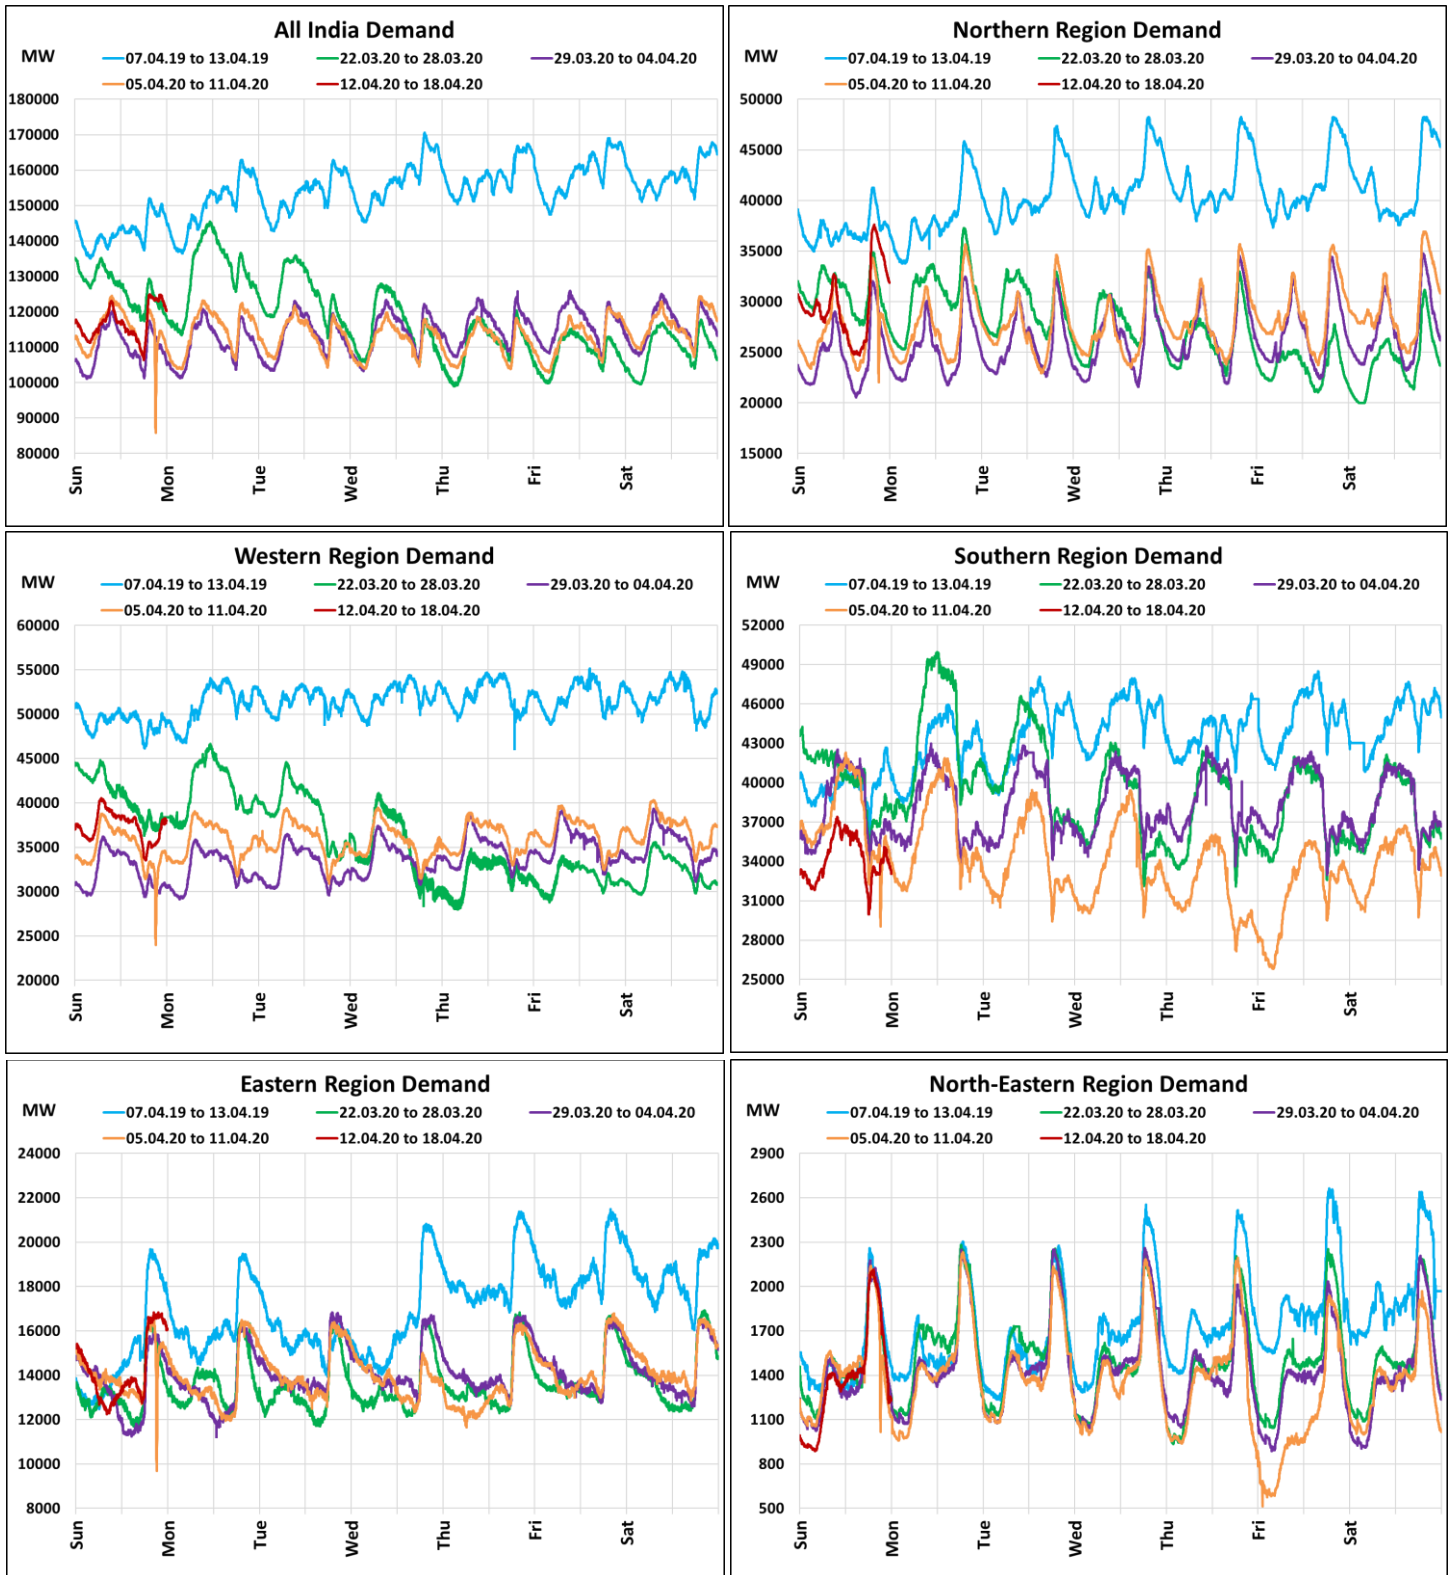 All India Demand
MW
07.04.19 to 13.04.19
22.03.20 to 28.03.20
29.03.20 to 04.04.20
05.04.20 to 11.04.20
12.04.20 to 18.04.20
180000
170000
160000
150000
140000
130000
120000
110000
100000
90000
80000
Sun
Mon
Tue
Wed
Thu
Fri
Sat
Northern Region Demand
MW
07.04.19 to 13.04.19
22.03.20 to 28.03.20
29.03.20 to 04.04.20
05.04.20 to 11.04.20
12.04.20 to 18.04.20
50000
45000
40000
35000
30000
25000
20000
15000
Sun
Mon
Tue
Wed
Thu
Fri
Sat
Western Region Demand
MW
07.04.19 to 13.04.19
22.03.20 to 28.03.20
29.03.20 to 04.04.20
05.04.20 to 11.04.20
12.04.20 to 18.04.20
60000
55000
50000
45000
40000
35000
30000
25000
20000
Sun
Mon
Tue
Wed
Thu
Fri
Sat
Southern Region Demand
MW
07.04.19 to 13.04.19
22.03.20 to 28.03.20
29.03.20 to 04.04.20
05.04.20 to 11.04.20
12.04.20 to 18.04.20
52000
49000
46000
43000
40000
37000
34000
31000
28000
25000
Sun
Mon
Tue
Wed
Thu
Fri
Sat
Eastern Region Demand
MW
07.04.19 to 13.04.19
22.03.20 to 28.03.20
29.03.20 to 04.04.20
05.04.20 to 11.04.20
12.04.20 to 18.04.20
24000
22000
20000
18000
16000
14000
12000
10000
8000
Sun
Mon
Tue
Wed
Thu
Fri
Sat
North-Eastern Region Demand
MW
07.04.19 to 13.04.19
22.03.20 to 28.03.20
29.03.20 to 04.04.20
05.04.20 to 11.04.20
12.04.20 to 18.04.20
2900
2600
2300
2000
1700
1400
1100
800
500
Sun
Mon
Tue
Wed
Thu
Fri
Sat